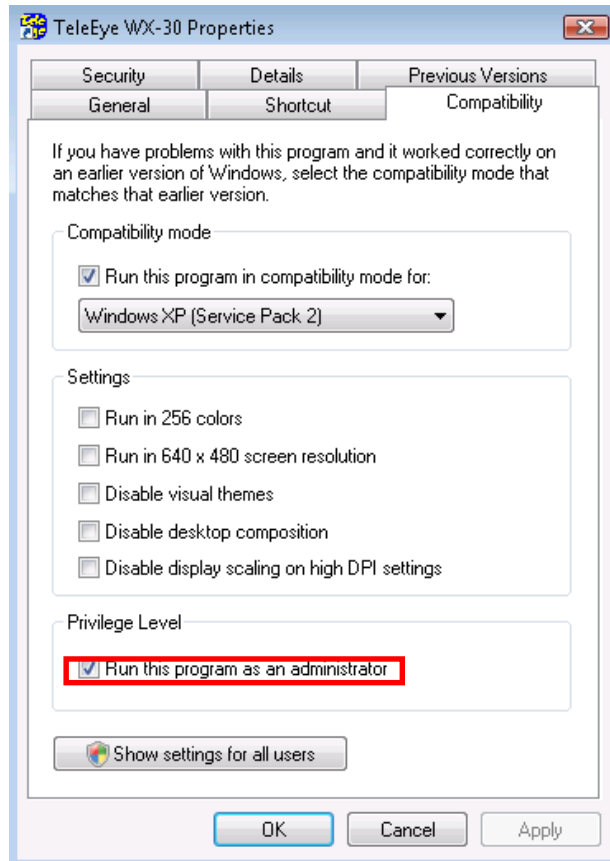 TeleEye WX-30 Properties
Security Details Previous Versions
General Shortcut Compatibility
If you have problems with this program and it worked correctly on
an earlier version of Windows, select the compatibility mode that
matches that earlier version.
Compatibility mode
Run this program in compatibility mode for:
Windows XP (Service Pack 2)
Settings
Run in 256 colors
Run in 640 x 480 screen resolution
Disable visual themes
Disable desktop composition
Disable display scaling on high DPI settings
Privilege Level
Run this program as an administrator
Show settings for all users
OK Cancel Apply